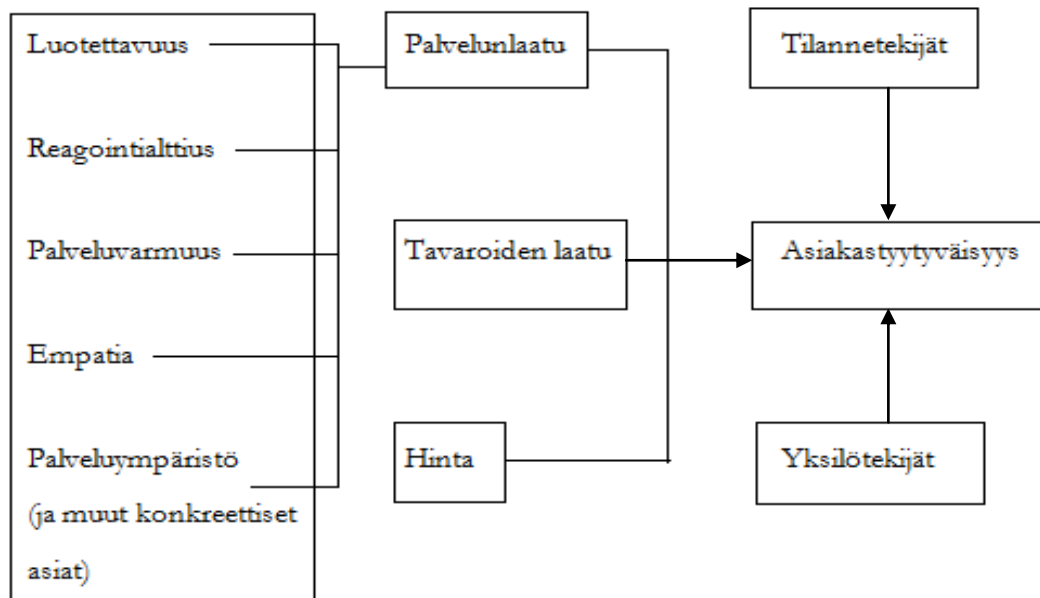 Luotettavuus
Palvelunlaatu
Tilannetekijät
Reagointialttius
Palveluvarmuus
Tavaroiden laatu
Asiakastyytyväisyys
Empatia
Palveluympäristö
(ja muut konkreettiset
asiat)
Hinta
Yksilötekijät